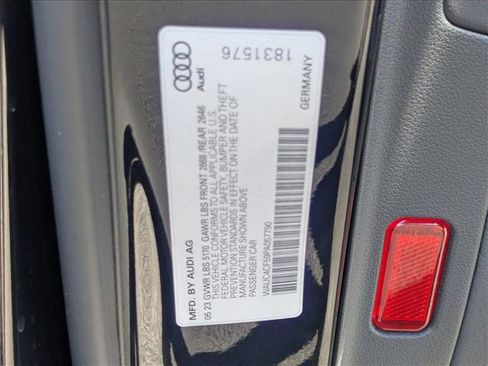 1831576
Audi
GERMANY
MFD. BY AUDI AG
05 23 GVWR LBS 5170 GAWR LBS FRONT 2668 /REAR 2646
THIS VEHICLE CONFORMS TO ALL APPLICABLE U.S.
FEDERAL MOTOR VEHICLE SAFETY, BUMPER AND THEFT
PREVENTION STANDARDS IN EFFECT ON THE DATE OF
MANUFACTURE SHOWN ABOVE
PASSENGER CAR